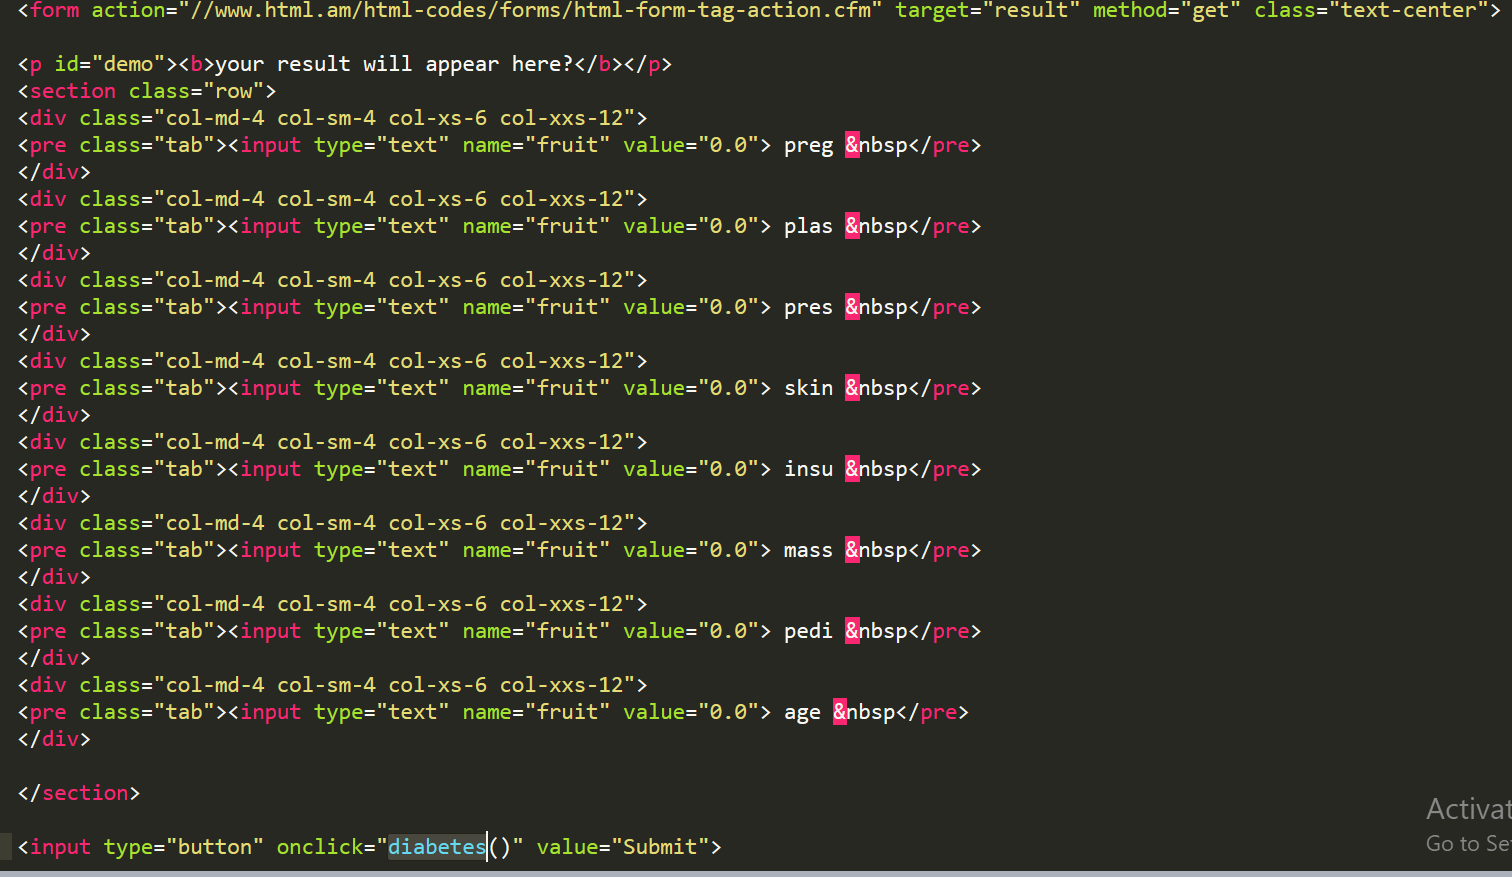 <form action="//www.html.am/html-codes/forms/html-form-tag-action.cfm" target="result" method="get" class="text-center">
<p id="demo"><b>your result will appear here?</b></p>
<section class="row">
<div class="col-md-4 col-sm-4 col-xs-6 col-xxs-12">
<pre class="tab"><input type="text" name="fruit" value="0.0"> preg &nbsp</pre>
</div>
<div class="col-md-4 col-sm-4 col-xs-6 col-xxs-12">
<pre class="tab"><input type="text" name="fruit" value="0.0"> plas &nbsp</pre>
</div>
<div class="col-md-4 col-sm-4 col-xs-6 col-xxs-12">
<pre class="tab"><input type="text" name="fruit" value="0.0"> pres &nbsp</pre>
</div>
<div class="col-md-4 col-sm-4 col-xs-6 col-xxs-12">
<pre class="tab"><input type="text" name="fruit" value="0.0"> skin &nbsp</pre>
</div>
<div class="col-md-4 col-sm-4 col-xs-6 col-xxs-12">
<pre class="tab"><input type="text" name="fruit" value="0.0"> insu &nbsp</pre>
</div>
<div class="col-md-4 col-sm-4 col-xs-6 col-xxs-12">
<pre class="tab"><input type="text" name="fruit" value="0.0"> mass &nbsp</pre>
</div>
<div class="col-md-4 col-sm-4 col-xs-6 col-xxs-12">
<pre class="tab"><input type="text" name="fruit" value="0.0"> pedi &nbsp</pre>
</div>
<div class="col-md-4 col-sm-4 col-xs-6 col-xxs-12">
<pre class="tab"><input type="text" name="fruit" value="0.0"> age &nbsp</pre>
</div>
</section>
<input type="button" onclick="diabetes()" value="Submit">
Activat
Go to Se